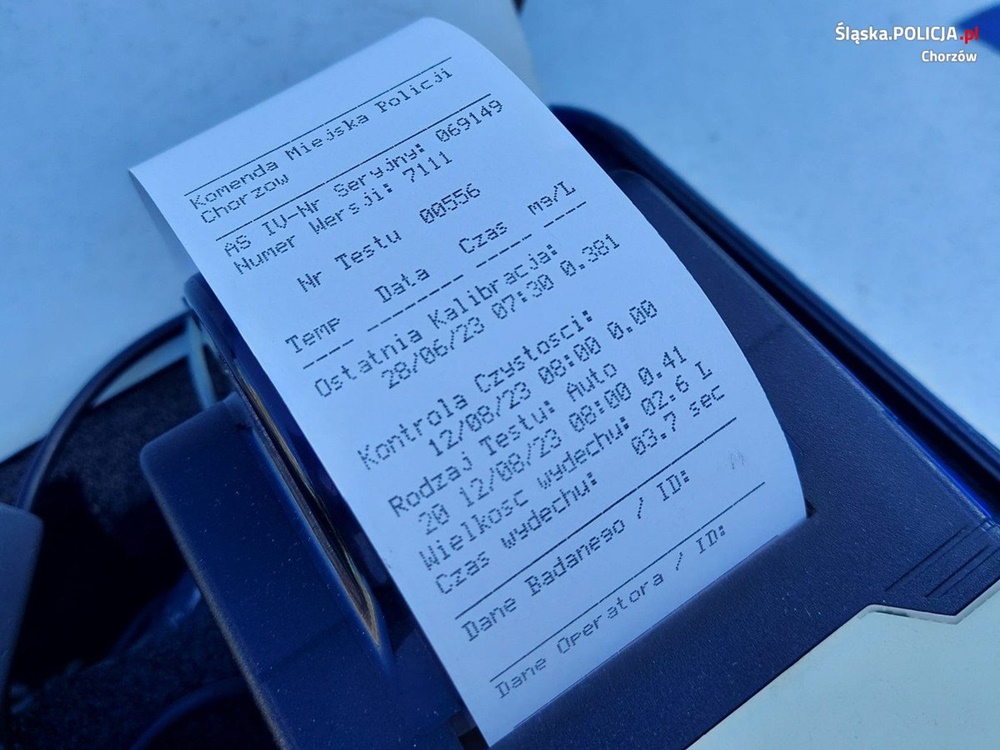 Śląska.POLICJA.pl
Chorzów
Komenda Miejska Policji
Chorzow
AS IV-Nr Seryjny: 069149
Numer Wersji: 7111
Nr Testu 00556
Temp Data Czas mg/L
Ostatnia Kalibracja:
28/06/23 07:30 0.381
Kontrola Czystosci:
12/08/23 08:00 0.00
Rodzaj Testu: Auto
20 12/08/23 08:00 0.41
Wielkosc wydechu: 02.6 L
Czas wydechu: 03.7 sec
Dane Badanego / ID:
Dane Operatora / ID: